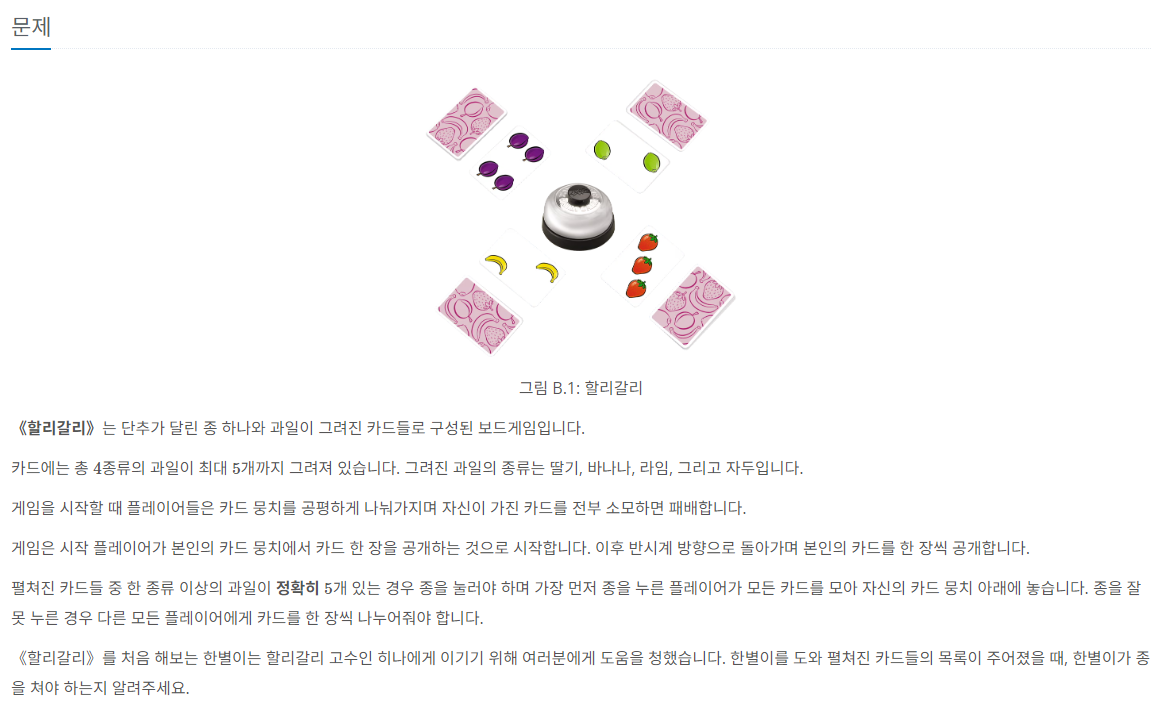 문제
그림 B.1: 할리갈리
《할리갈리》는 단추가 달린 종 하나와 과일이 그려진 카드들로 구성된 보드게임입니다.
카드에는 총 4종류의 과일이 최대 5개까지 그려져 있습니다. 그려진 과일의 종류는 딸기, 바나나, 라임, 그리고 자두입니다.
게임을 시작할 때 플레이어들은 카드 뭉치를 공평하게 나눠가지며 자신이 가진 카드를 전부 소모하면 패배합니다.
게임은 시작 플레이어가 본인의 카드 뭉치에서 카드 한 장을 공개하는 것으로 시작합니다. 이후 반시계 방향으로 돌아가며 본인의 카드를 한 장씩 공개합니다.
펼쳐진 카드들 중 한 종류 이상의 과일이 정확히 5개 있는 경우 종을 눌러야 하며 가장 먼저 종을 누른 플레이어가 모든 카드를 모아 자신의 카드 뭉치 아래에 놓습니다. 종을 잘
못 누른 경우 다른 모든 플레이어에게 카드를 한 장씩 나누어줘야 합니다.
《할리갈리》를 처음 해보는 한별이는 할리갈리 고수인 히나에게 이기기 위해 여러분에게 도움을 청했습니다. 한별이를 도와 펼쳐진 카드들의 목록이 주어졌을 때, 한별이가 종
을 쳐야 하는지 알려주세요.